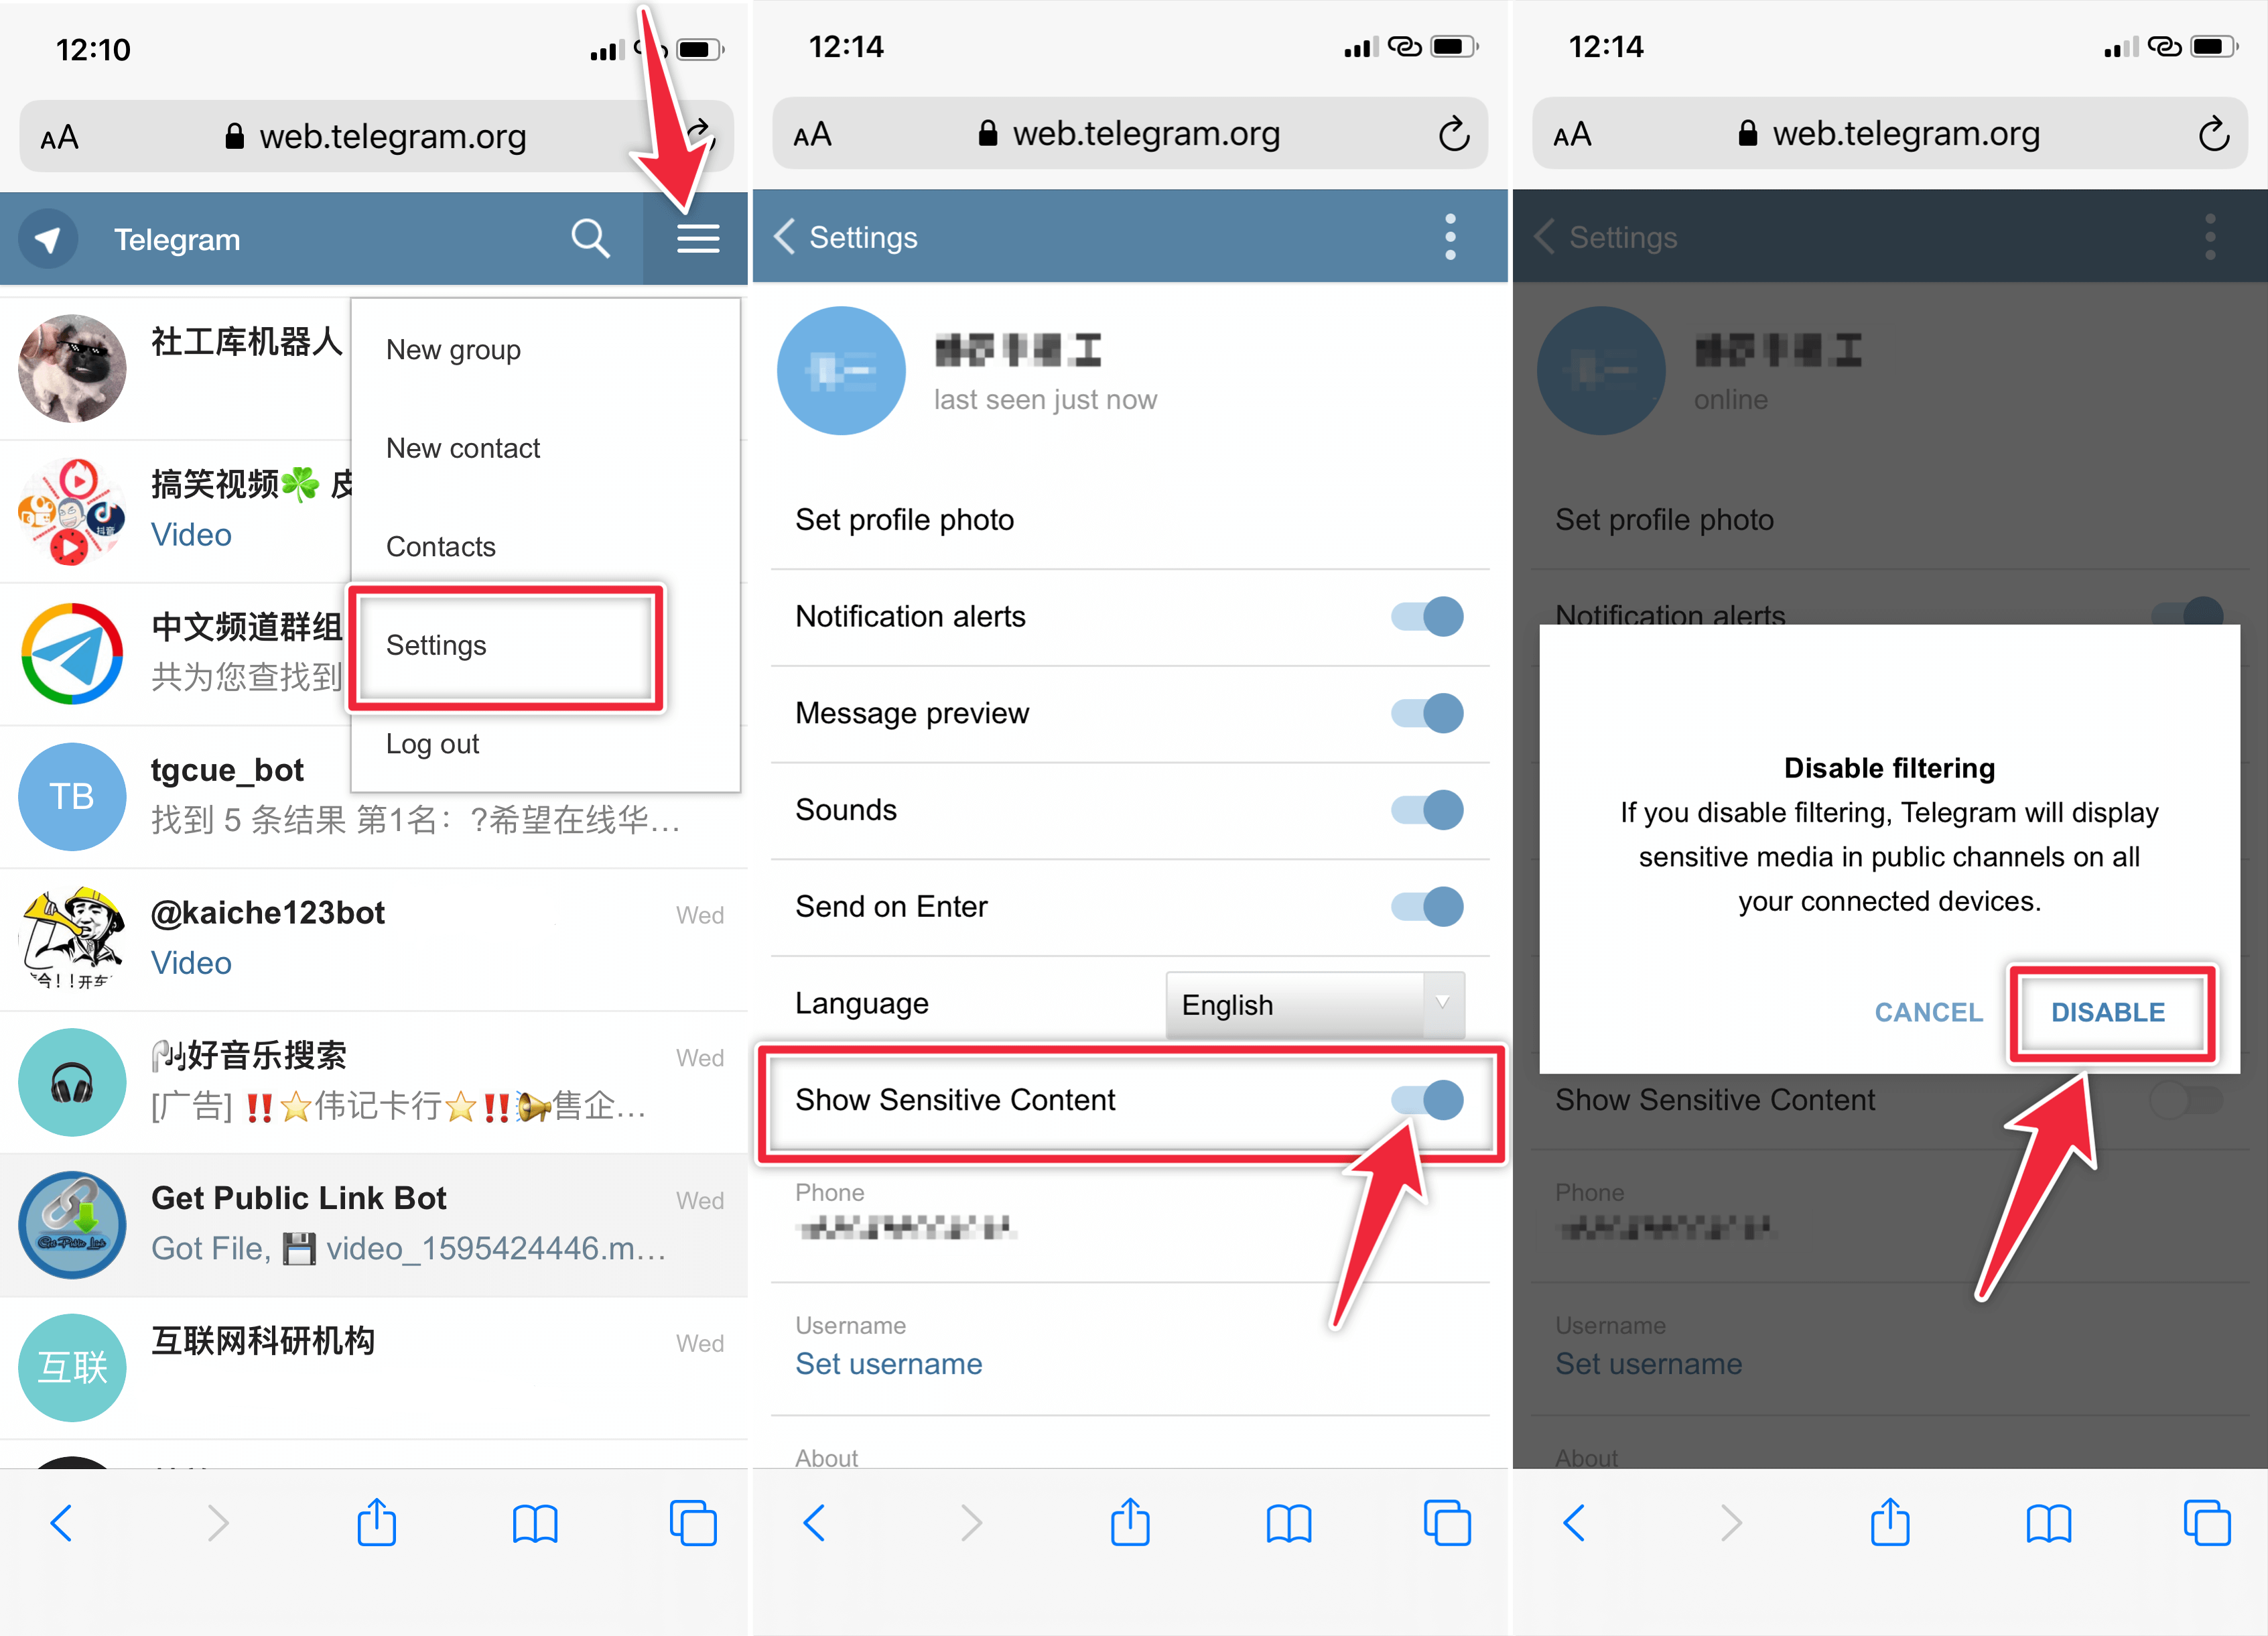 12:10
AA web.telegram.org
Telegram
社工库机器人
New group
New contact
搞笑视频☘️ 皮
Video
Contacts
中文频道群组
共为您查找到
Settings
Log out
TB
tgcue_bot
找到 5 条结果 第1名：?希望在线华...
@kaiche123bot
Wed
Video
!!开车
好音乐搜索
Wed
[广告] ‼️⭐伟记卡行⭐‼️📢售企...
Get Public Link Bot
Wed
Got File, 💾 video_1595424446.m...
Got Public Link
互联
互联网科研机构
Wed
12:14
AA web.telegram.org
Settings
last seen just now
Set profile photo
Notification alerts
Message preview
Sounds
Send on Enter
Language
English
Show Sensitive Content
Phone
Username
Set username
About
12:14
AA web.telegram.org
Settings
online
Set profile photo
Notification alerts
Disable filtering
If you disable filtering, Telegram will display
sensitive media in public channels on all
your connected devices.
CANCEL
DISABLE
Show Sensitive Content
Phone
Username
Set username
About